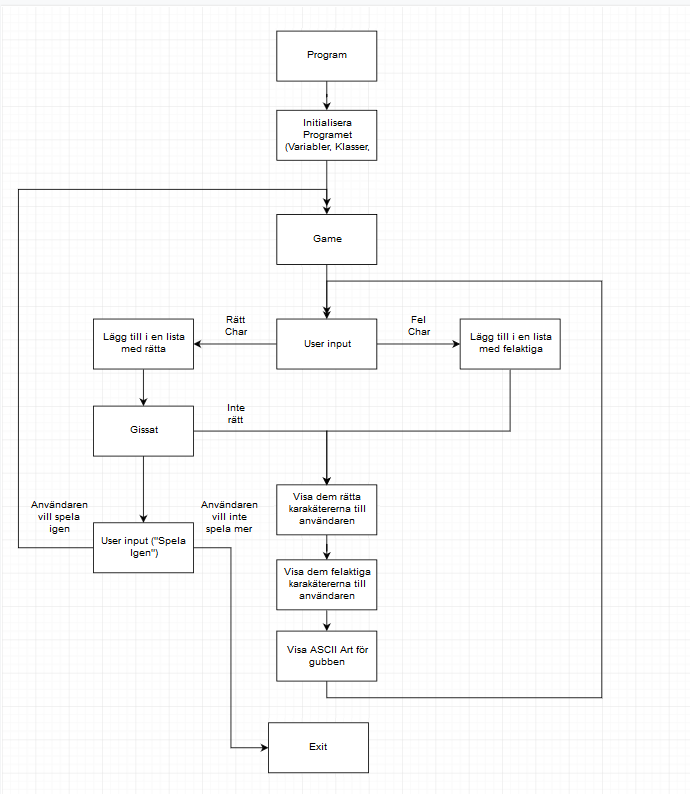 Program
Initialisera
Programet
(Variabler, Klasser,
Game
Rätt
Char
Fel
Char
Lägg till i en lista
med rätta
User input
Lägg till i en lista
med felaktiga
Inte
rätt
Gissat
Visa dem rätta
karakätererna till
användaren
Användaren
vill spela
igen
Användaren
vill inte
spela mer
User input ("Spela
Igen")
Visa dem felaktiga
karakätererna till
användaren
Visa ASCII Art för
gubben
Exit